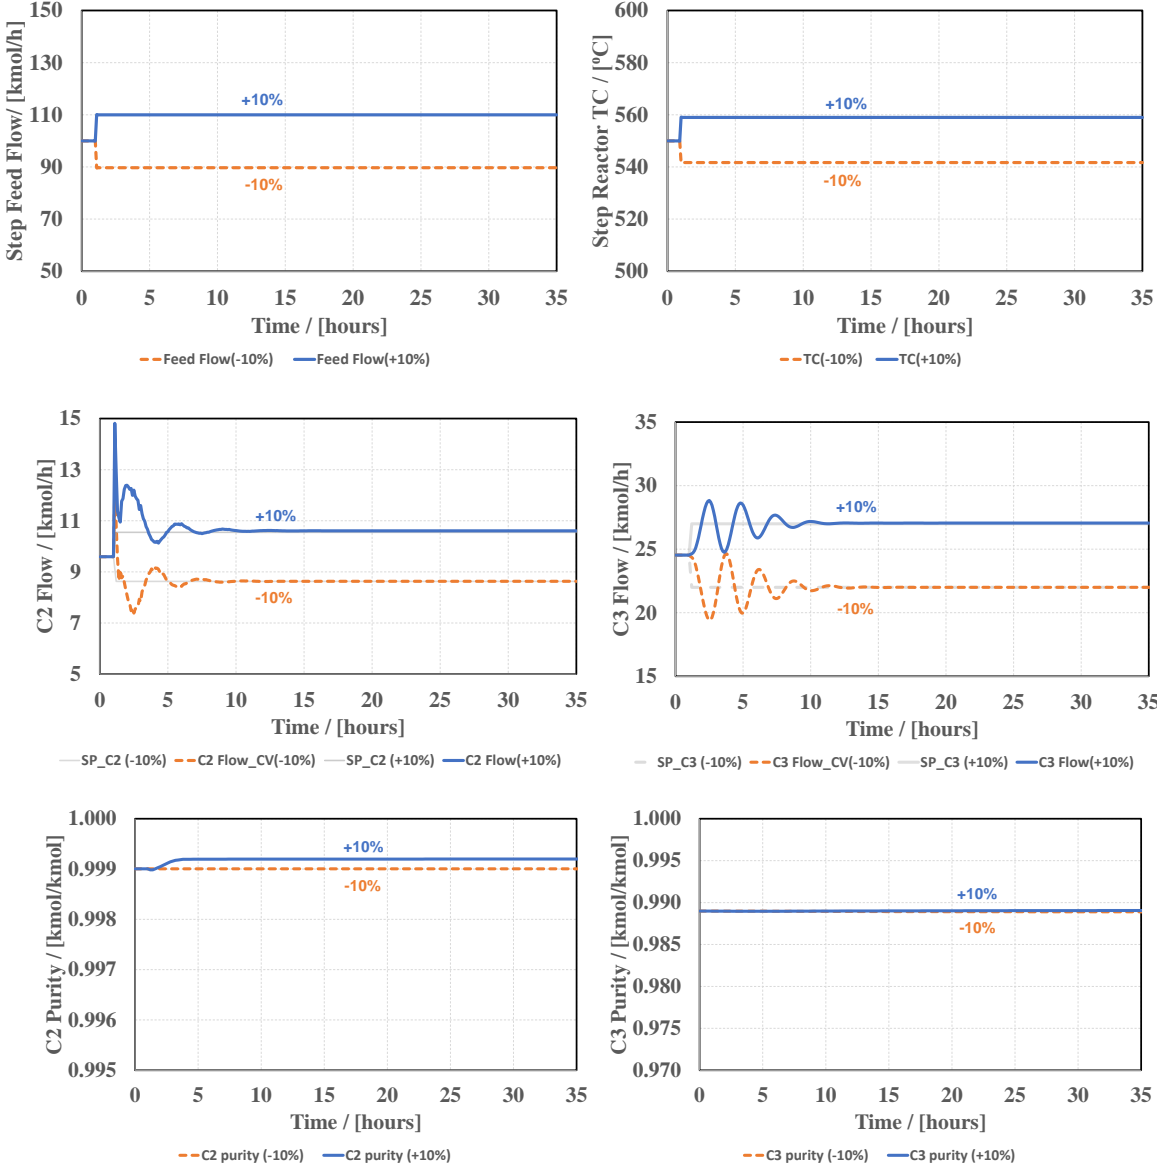 Step Feed Flow/ [kmol/h]
150
130
110
90
70
50
+10%
-10%
0 5 10 15 20 25 30 35
Time / [hours]
Feed Flow(-10%) Feed Flow(+10%)
Step Reactor TC / [ºC]
600
580
560
540
520
500
+10%
-10%
0 5 10 15 20 25 30 35
Time / [hours]
TC(-10%) TC(+10%)
C2 Flow / [kmol/h]
15
13
11
9
7
5
+10%
-10%
0 5 10 15 20 25 30 35
Time / [hours]
SP_C2 (-10%) C2 Flow_CV(-10%) SP_C2 (+10%) C2 Flow(+10%)
C3 Flow / [kmol/h]
35
30
25
20
15
+10%
-10%
0 5 10 15 20 25 30 35
Time / [hours]
SP_C3 (-10%) C3 Flow_CV(-10%) SP_C3 (+10%) C3 Flow(+10%)
C2 Purity / [kmol/kmol]
1.000
0.999
0.998
0.997
0.996
0.995
+10%
-10%
0 5 10 15 20 25 30 35
Time / [hours]
C2 purity (-10%) C2 purity (+10%)
C3 Purity / [kmol/kmol]
1.000
0.995
0.990
0.985
0.980
0.975
0.970
+10%
-10%
0 5 10 15 20 25 30 35
Time / [hours]
C3 purity (-10%) C3 purity (+10%)